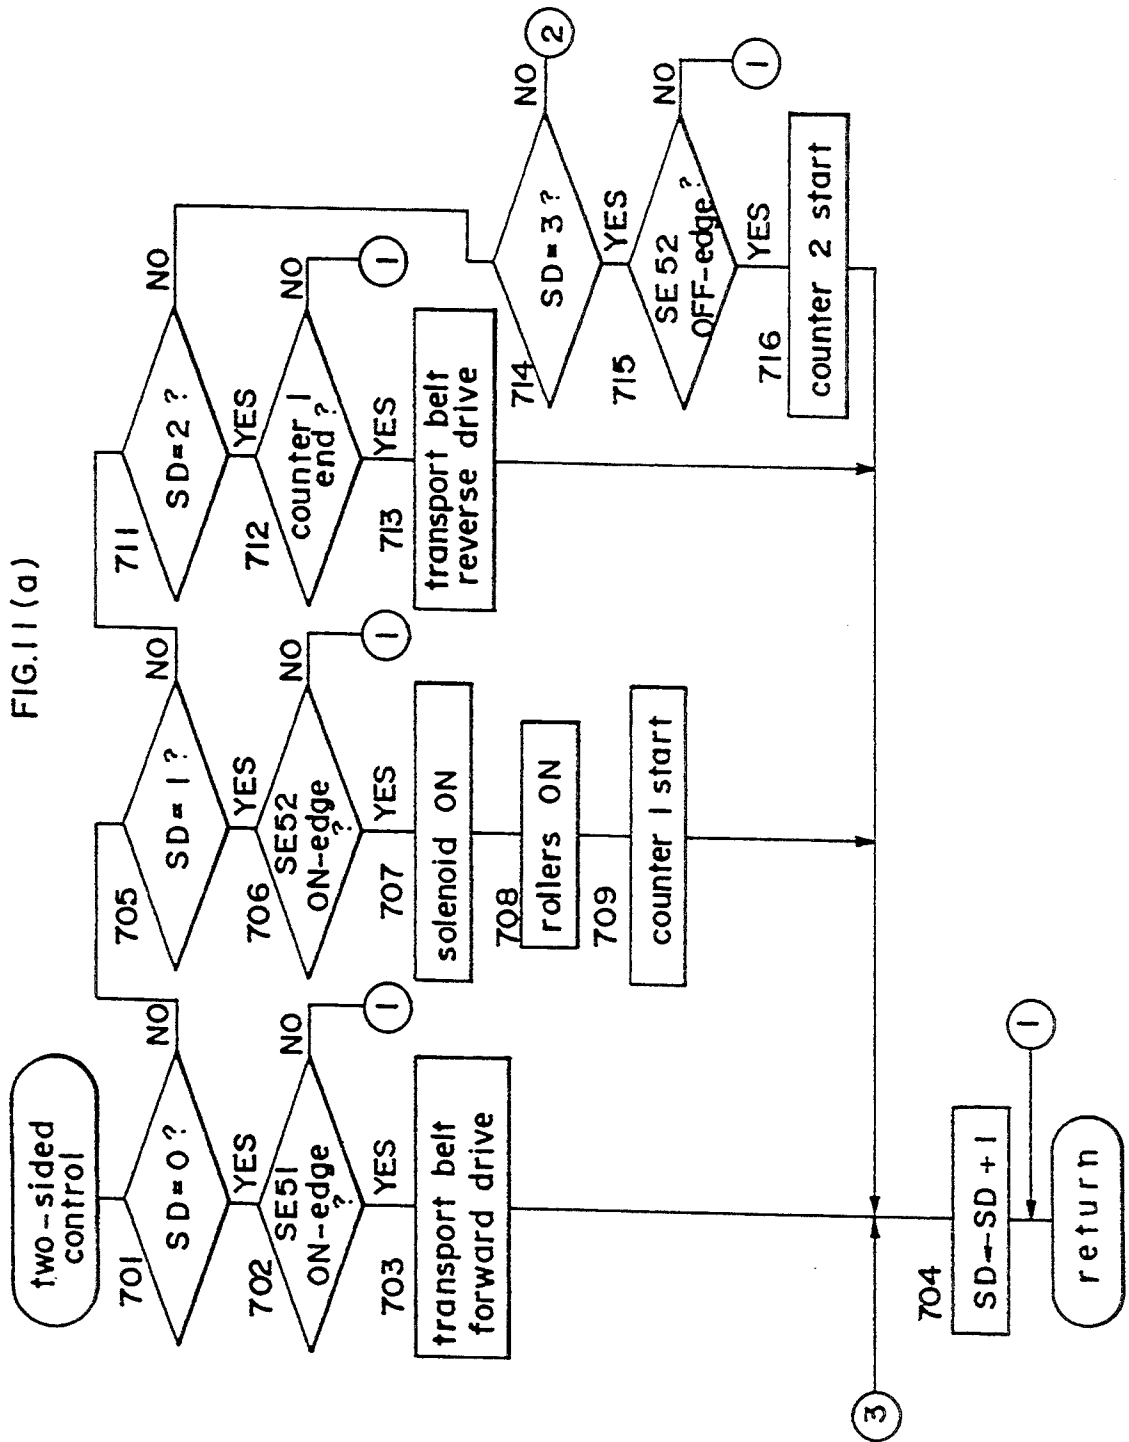 FIG.11(a)
two-sided
control
701
SD=0?
NO
YES
702
SE51
ON-edge
?
NO
1
YES
703
transport belt
forward drive
705
SD=1?
NO
YES
706
SE52
ON-edge
?
NO
1
YES
707
solenoid ON
708
rollers ON
709
counter 1 start
711
SD=2?
NO
YES
712
counter 1
end?
NO
1
YES
713
transport belt
reverse drive
714
SD=3?
NO
2
YES
715
SE52
OFF-edge?
NO
1
YES
716
counter 2 start
3
704
SD←SD+1
1
return